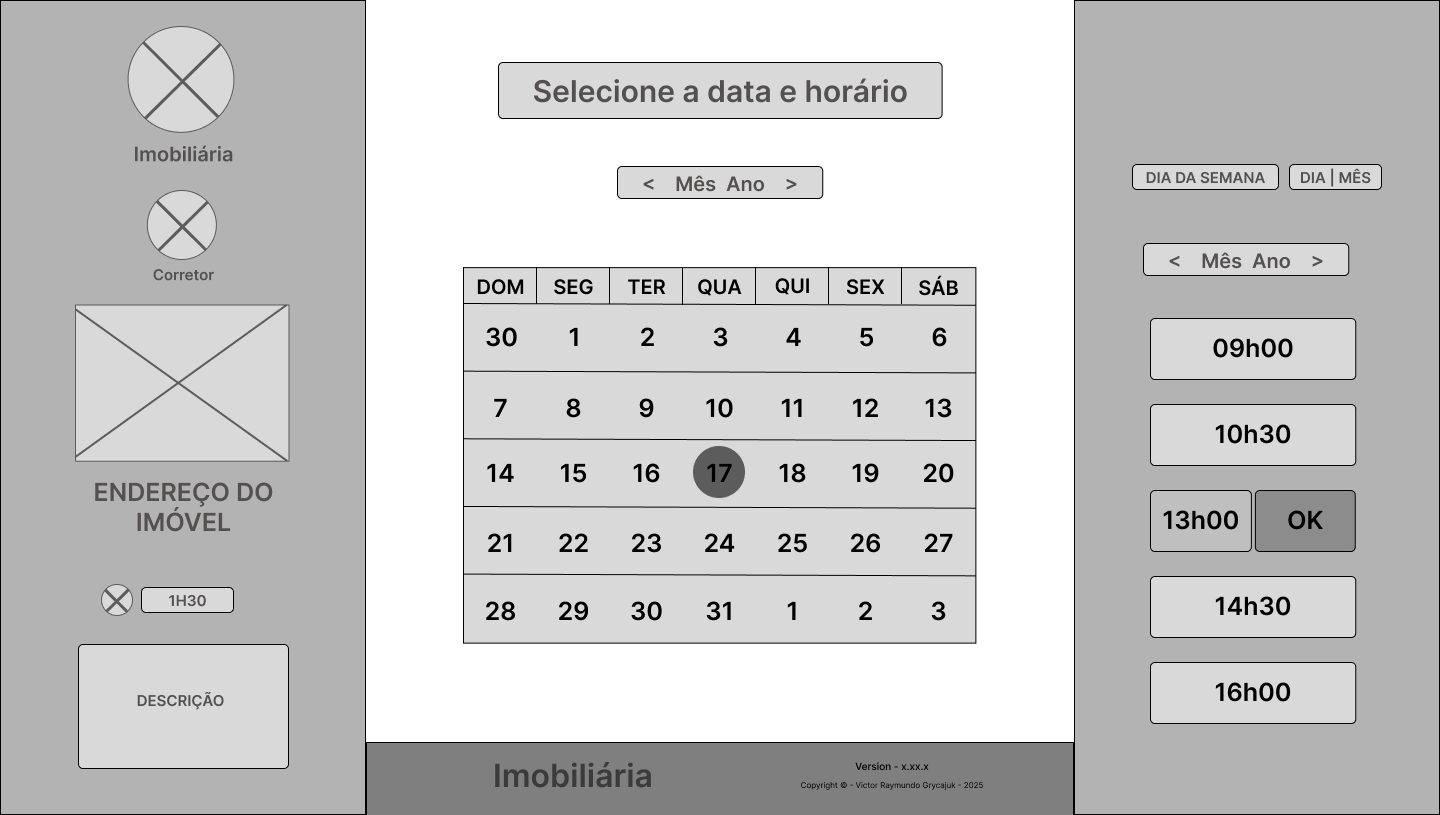 Imobiliária
Corretor
ENDEREÇO DO
IMÓVEL
1H30
DESCRIÇÃO
Selecione a data e horário
< Mês Ano >
DOM SEG TER QUA QUI SEX SÁB
30 1 2 3 4 5 6
7 8 9 10 11 12 13
14 15 16 17 18 19 20
21 22 23 24 25 26 27
28 29 30 31 1 2 3
Imobiliária
Version - x.xx.x
Copyright © - Victor Raymundo Grycajuk - 2025
DIA DA SEMANA DIA | MÊS
< Mês Ano >
09h00
10h30
13h00 OK
14h30
16h00